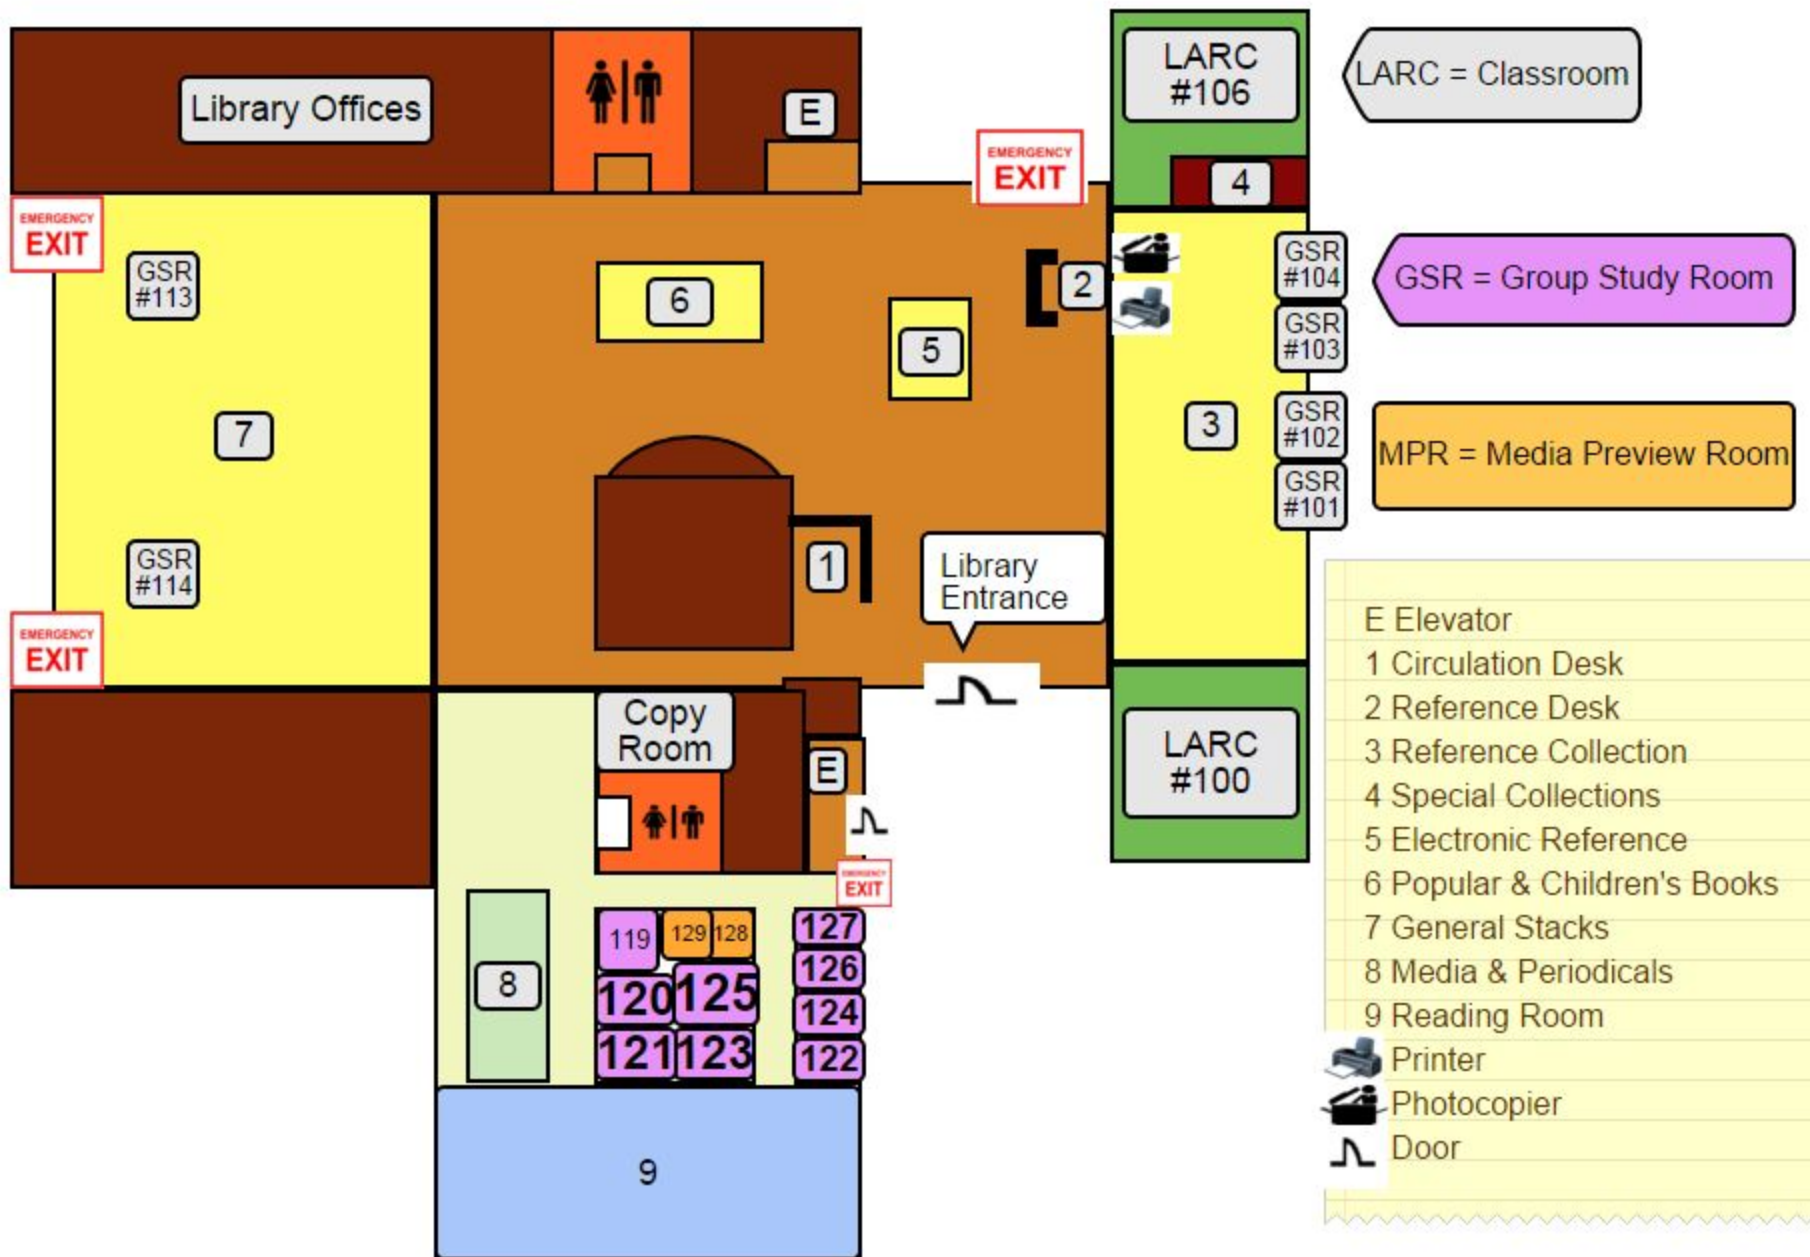 LARC
#106
LARC = Classroom
Library Offices
E
EMERGENCY
EXIT
4
EMERGENCY
EXIT
GSR
#113
6
2
GSR
#104
GSR = Group Study Room
5
GSR
#103
7
3
GSR
#102
MPR = Media Preview Room
GSR
#101
GSR
#114
1
Library
Entrance
EMERGENCY
EXIT
Copy
Room
E
LARC
#100
EMERGENCY
EXIT
119
129
128
127
8
120
125
126
124
121
123
122
9
E Elevator
1 Circulation Desk
2 Reference Desk
3 Reference Collection
4 Special Collections
5 Electronic Reference
6 Popular & Children's Books
7 General Stacks
8 Media & Periodicals
9 Reading Room
Printer
Photocopier
Door